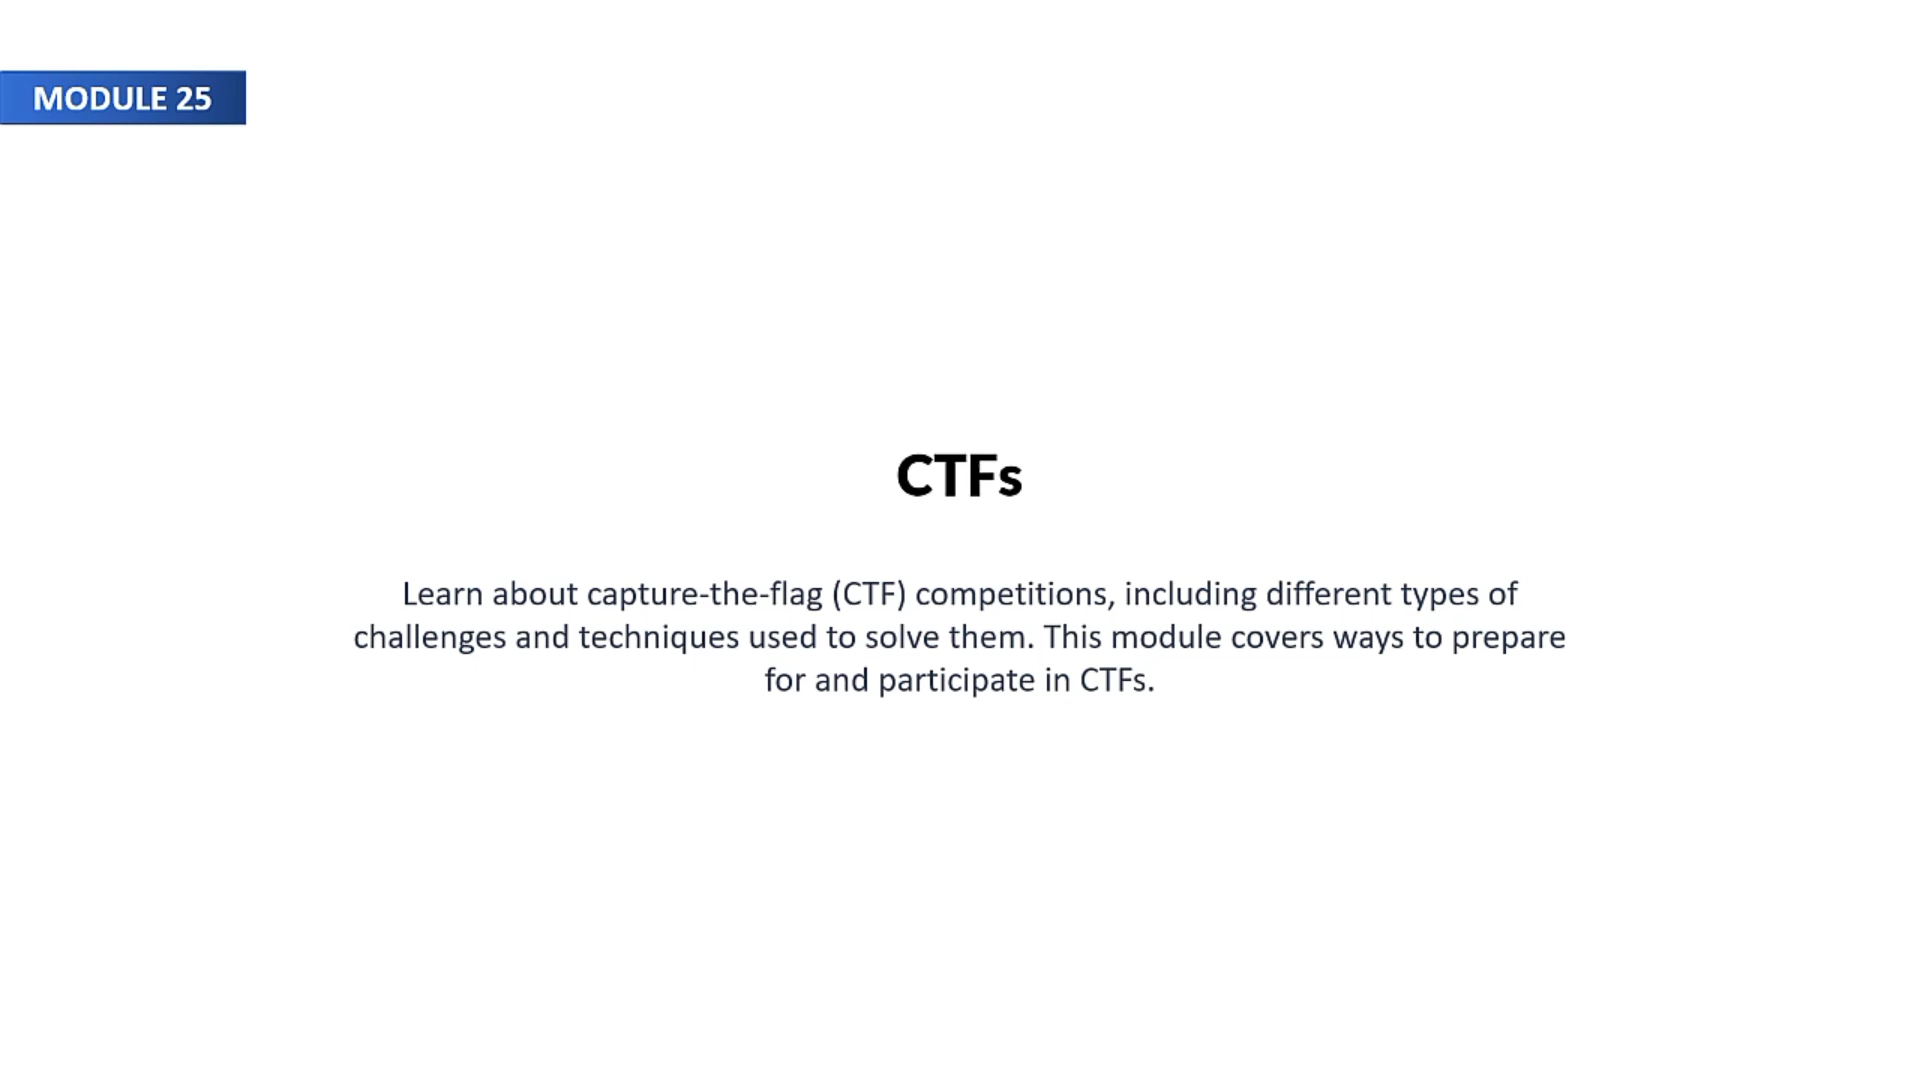 MODULE 25
CTFs
Learn about capture-the-flag (CTF) competitions, including different types of
challenges and techniques used to solve them. This module covers ways to prepare
for and participate in CTFs.